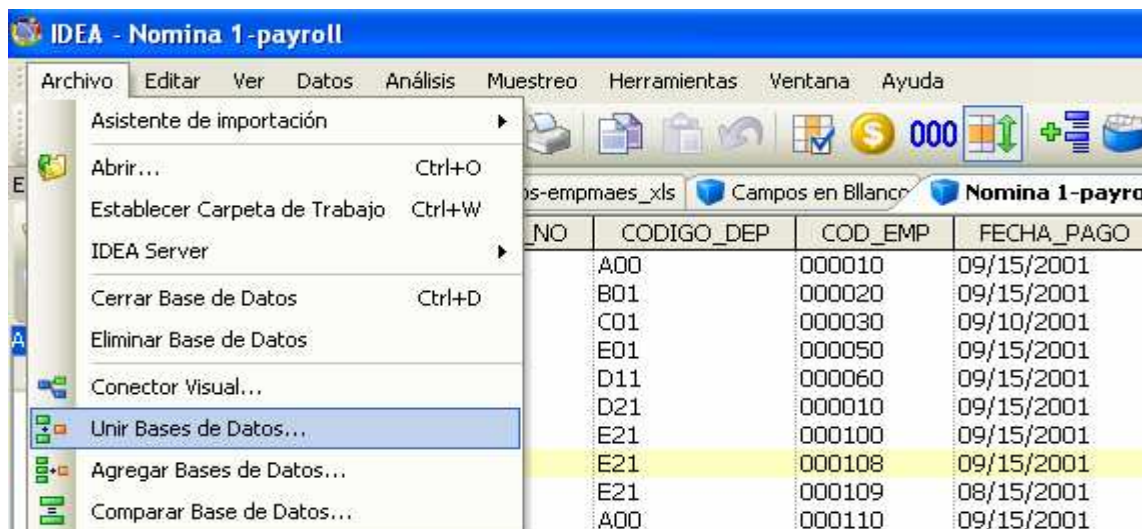 IDEA - Nomina 1-payroll
Archivo Editar Ver Datos Análisis Muestreo Herramientas Ventana Ayuda
Asistente de importación
000
Abrir... Ctrl+O
Establecer Carpeta de Trabajo Ctrl+W
IDEA Server
Cerrar Base de Datos Ctrl+D
Eliminar Base de Datos
Conector Visual...
Unir Bases de Datos...
Agregar Bases de Datos...
Comparar Base de Datos...
os-empmaes_xls Campos en Bllanco Nomina 1-payro
_NO CODIGO_DEP COD_EMP FECHA_PAGO
A00 000010 09/15/2001
B01 000020 09/15/2001
C01 000030 09/10/2001
E01 000050 09/15/2001
D11 000060 09/15/2001
D21 000010 09/15/2001
E21 000100 09/15/2001
E21 000108 09/15/2001
E21 000109 08/15/2001
A00 000110 09/15/2001